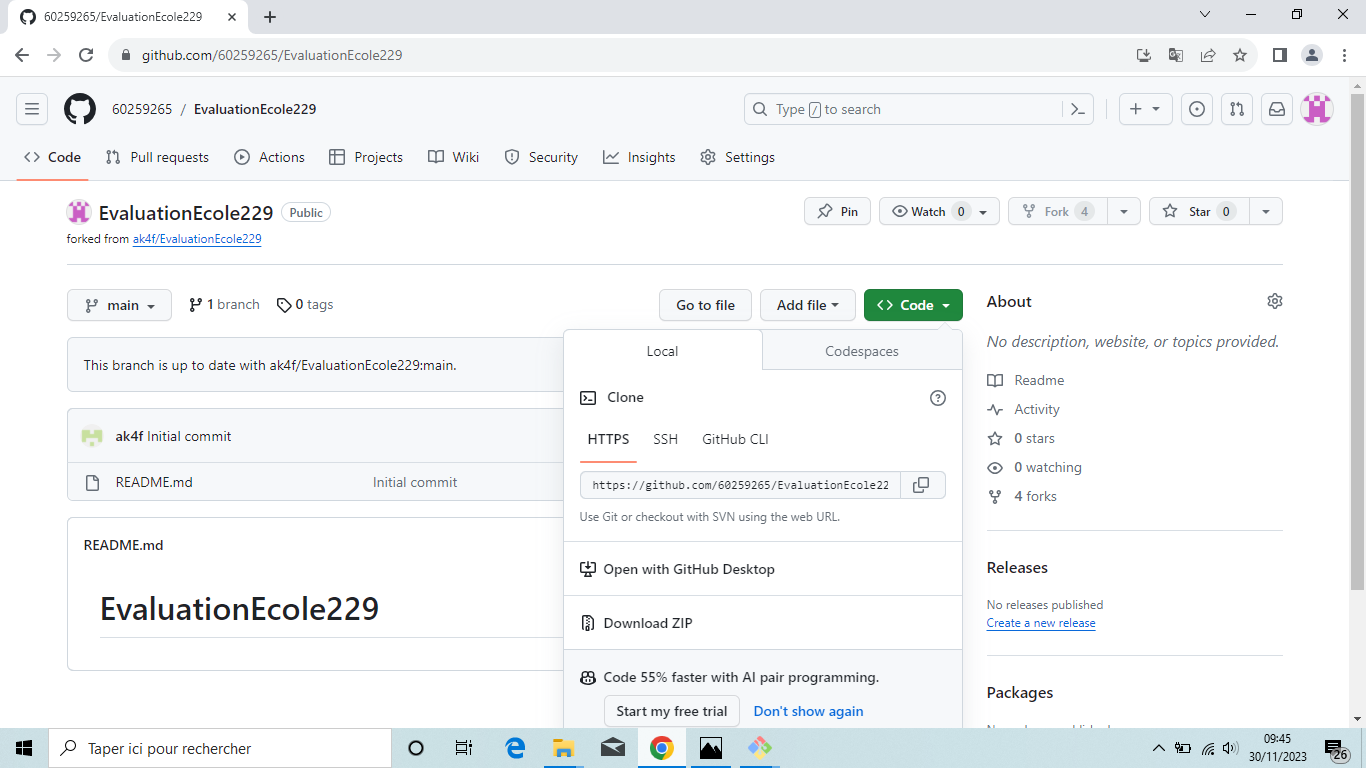 60259265/EvaluationEcole229
github.com/60259265/EvaluationEcole229
60259265 / EvaluationEcole229
Type / to search
Code
Pull requests
Actions
Projects
Wiki
Security
Insights
Settings
EvaluationEcole229 Public
Pin
Watch 0
Fork 4
Star 0
forked from ak4f/EvaluationEcole229
main
1 branch
0 tags
Go to file
Add file
Code
This branch is up to date with ak4f/EvaluationEcole229:main.
ak4f Initial commit
README.md
Initial commit
README.md
EvaluationEcole229
Local
Codespaces
Clone
HTTPS
SSH
GitHub CLI
https://github.com/60259265/EvaluationEcole22
Use Git or checkout with SVN using the web URL.
Open with GitHub Desktop
Download ZIP
Code 55% faster with AI pair programming.
Start my free trial
Don't show again
About
No description, website, or topics provided.
Readme
Activity
0 stars
0 watching
4 forks
Releases
No releases published
Create a new release
Packages
Taper ici pour rechercher
09:45
30/11/2023
26